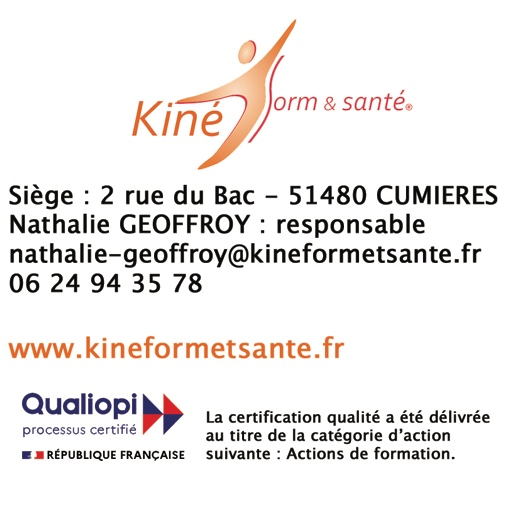 Kiné Form & santé®
Siège : 2 rue du Bac – 51480 CUMIERES
Nathalie GEOFFROY : responsable
nathalie-geoffroy@kineformetsante.fr
06 24 94 35 78
www.kineformetsante.fr
Qualiopi
processus certifié
RÉPUBLIQUE FRANÇAISE
La certification qualité a été délivrée
au titre de la catégorie d’action
suivante : Actions de formation.